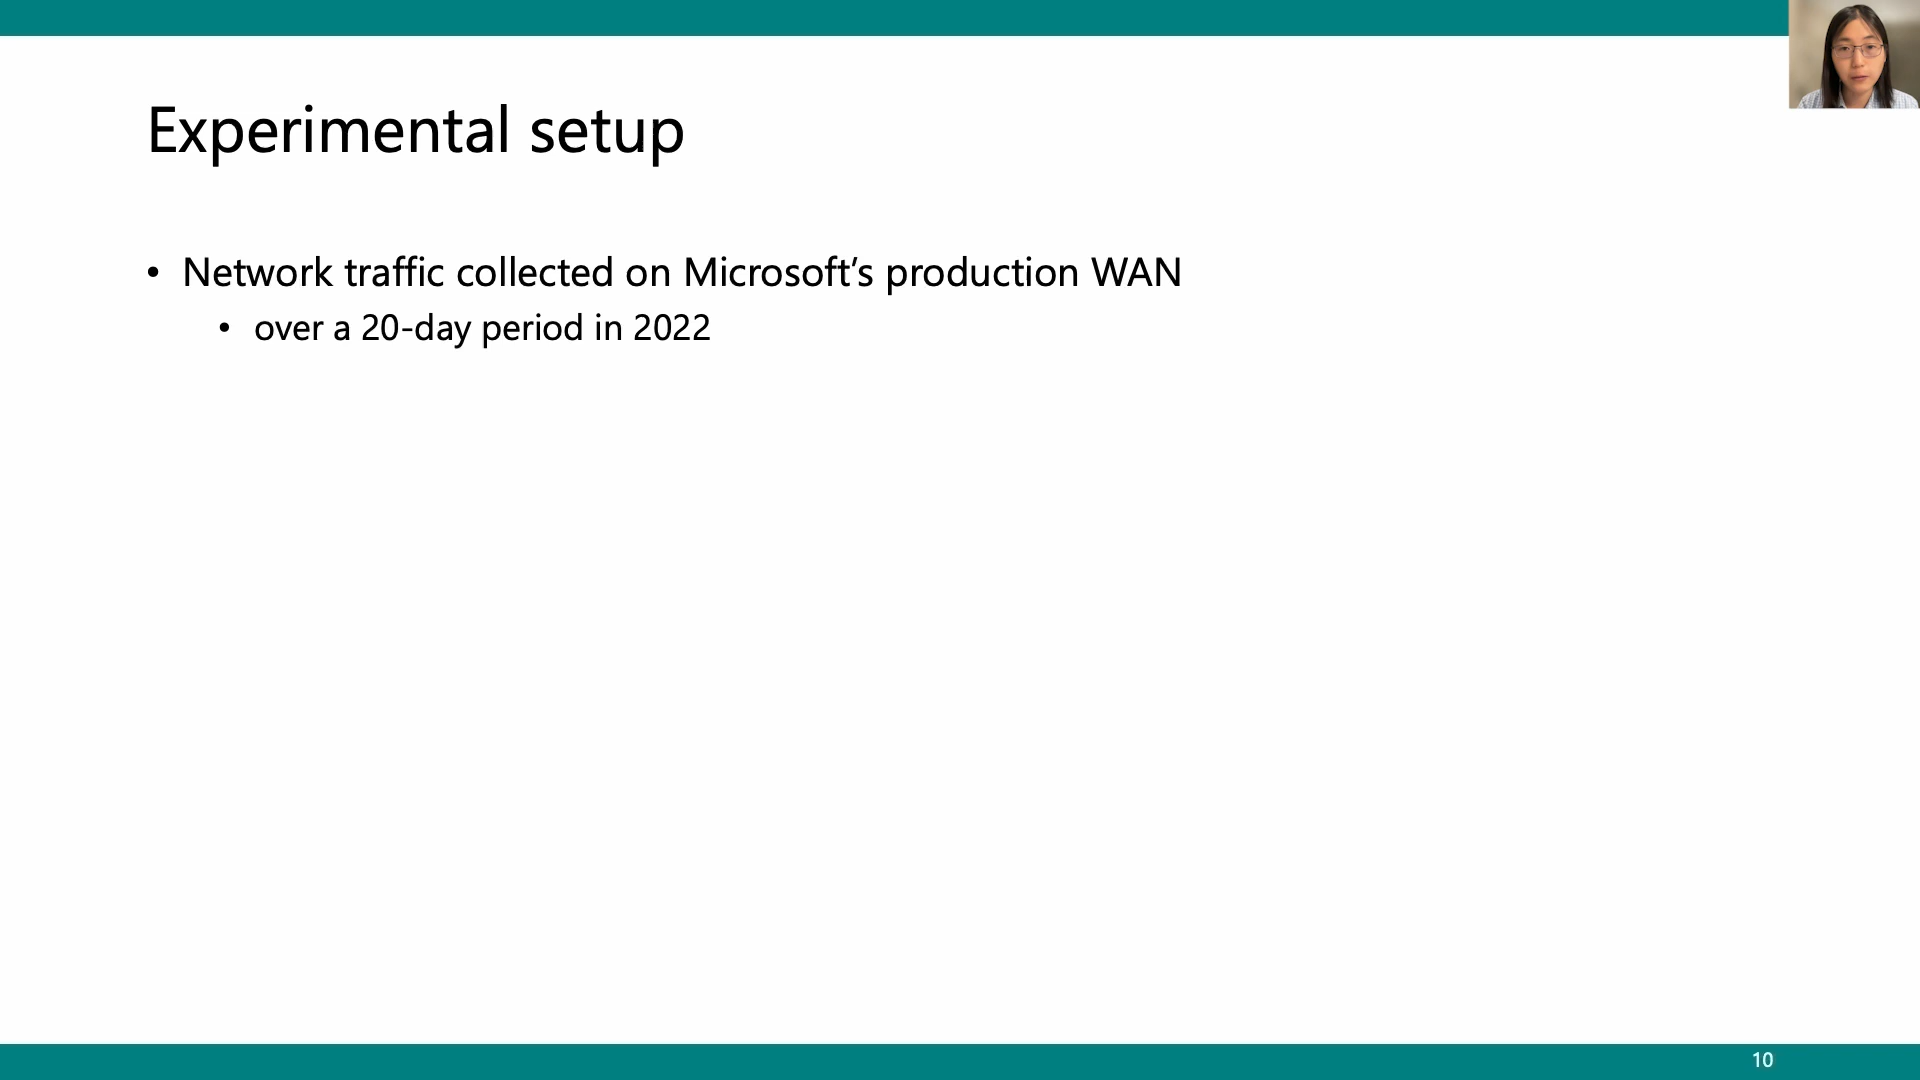 Experimental setup
• Network traffic collected on Microsoft’s production WAN
• over a 20-day period in 2022
10